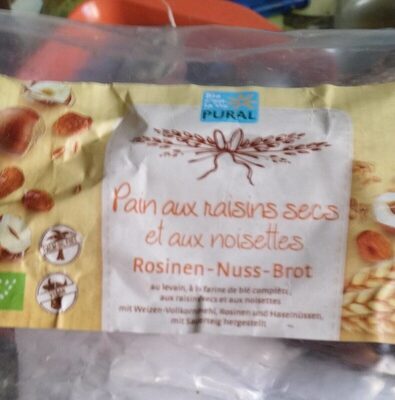 PURAL
Pain aux raisins secs
et aux noisettes
Rosinen-Nuss-Brot
au levain, à la farine de blé complète,
aux raisins secs et aux noisettes
mit Weizen-Vollkornmehl, Rosinen und Haselnüssen,
mit Sauerteig hergestellt